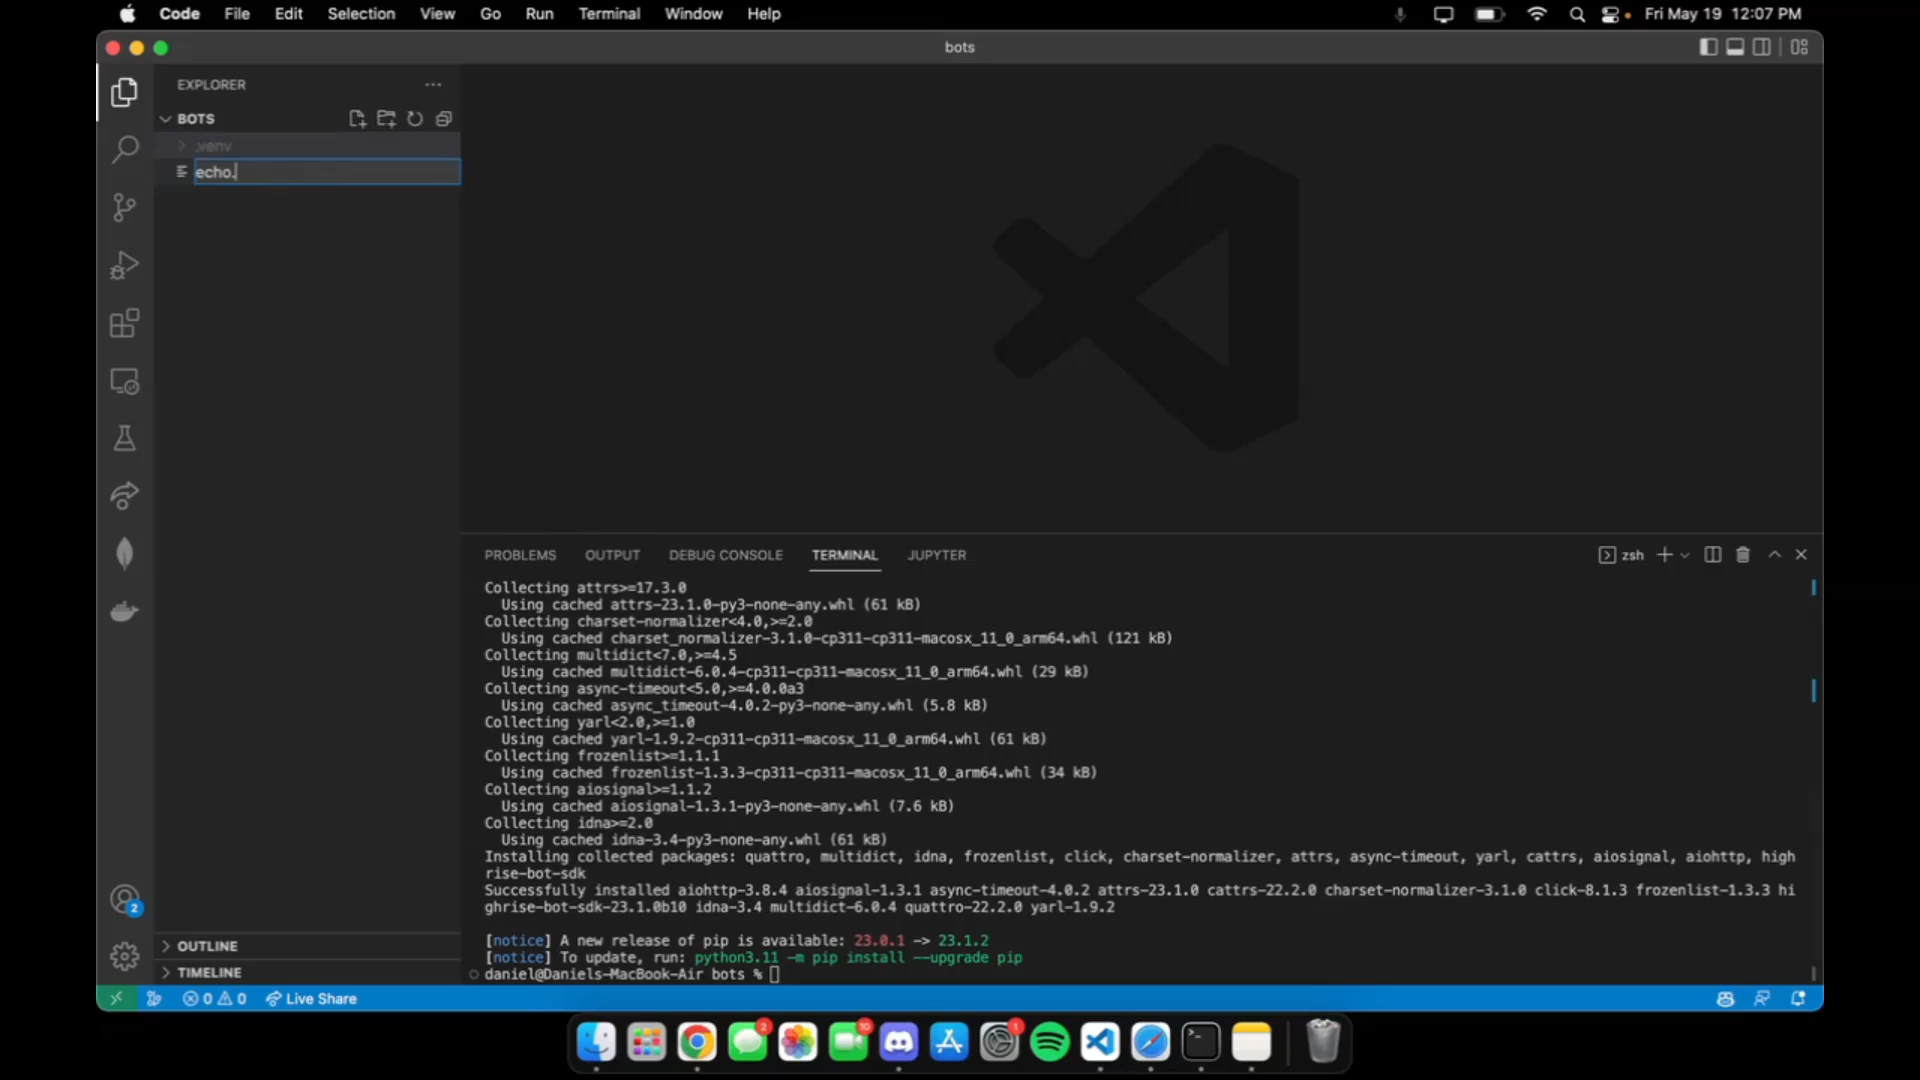 Code File Edit Selection View Go Run Terminal Window Help Fri May 19 12:07 PM
bots
EXPLORER
BOTS
.venv
echo.
PROBLEMS OUTPUT DEBUG CONSOLE TERMINAL JUPYTER zsh
Collecting attrs>=17.3.0
Using cached attrs-23.1.0-py3-none-any.whl (61 kB)
Collecting charset-normalizer<4.0,>=2.0
Using cached charset_normalizer-3.1.0-cp311-cp311-macosx_11_0_arm64.whl (121 kB)
Collecting multidict<7.0,>=4.5
Using cached multidict-6.0.4-cp311-cp311-macosx_11_0_arm64.whl (29 kB)
Collecting async-timeout<5.0,>=4.0.0a3
Using cached async_timeout-4.0.2-py3-none-any.whl (5.8 kB)
Collecting yarl<2.0,>=1.0
Using cached yarl-1.9.2-cp311-cp311-macosx_11_0_arm64.whl (61 kB)
Collecting frozenlist>=1.1.1
Using cached frozenlist-1.3.3-cp311-cp311-macosx_11_0_arm64.whl (34 kB)
Collecting aiosignal>=1.1.2
Using cached aiosignal-1.3.1-py3-none-any.whl (7.6 kB)
Collecting idna>=2.0
Using cached idna-3.4-py3-none-any.whl (61 kB)
Installing collected packages: quattro, multidict, idna, frozenlist, click, charset-normalizer, attrs, async-timeout, yarl, cattrs, aiosignal, aiohttp, high
rise-bot-sdk
Successfully installed aiohttp-3.8.4 aiosignal-1.3.1 async-timeout-4.0.2 attrs-23.1.0 cattrs-22.2.0 charset-normalizer-3.1.0 click-8.1.3 frozenlist-1.3.3 hi
ghrise-bot-sdk-23.1.0b10 idna-3.4 multidict-6.0.4 quattro-22.2.0 yarl-1.9.2
[notice] A new release of pip is available: 23.0.1 -> 23.1.2
[notice] To update, run: python3.11 -m pip install --upgrade pip
daniel@Daniels-MacBook-Air bots %
2
OUTLINE
TIMELINE
0 0 Live Share
2 10 1